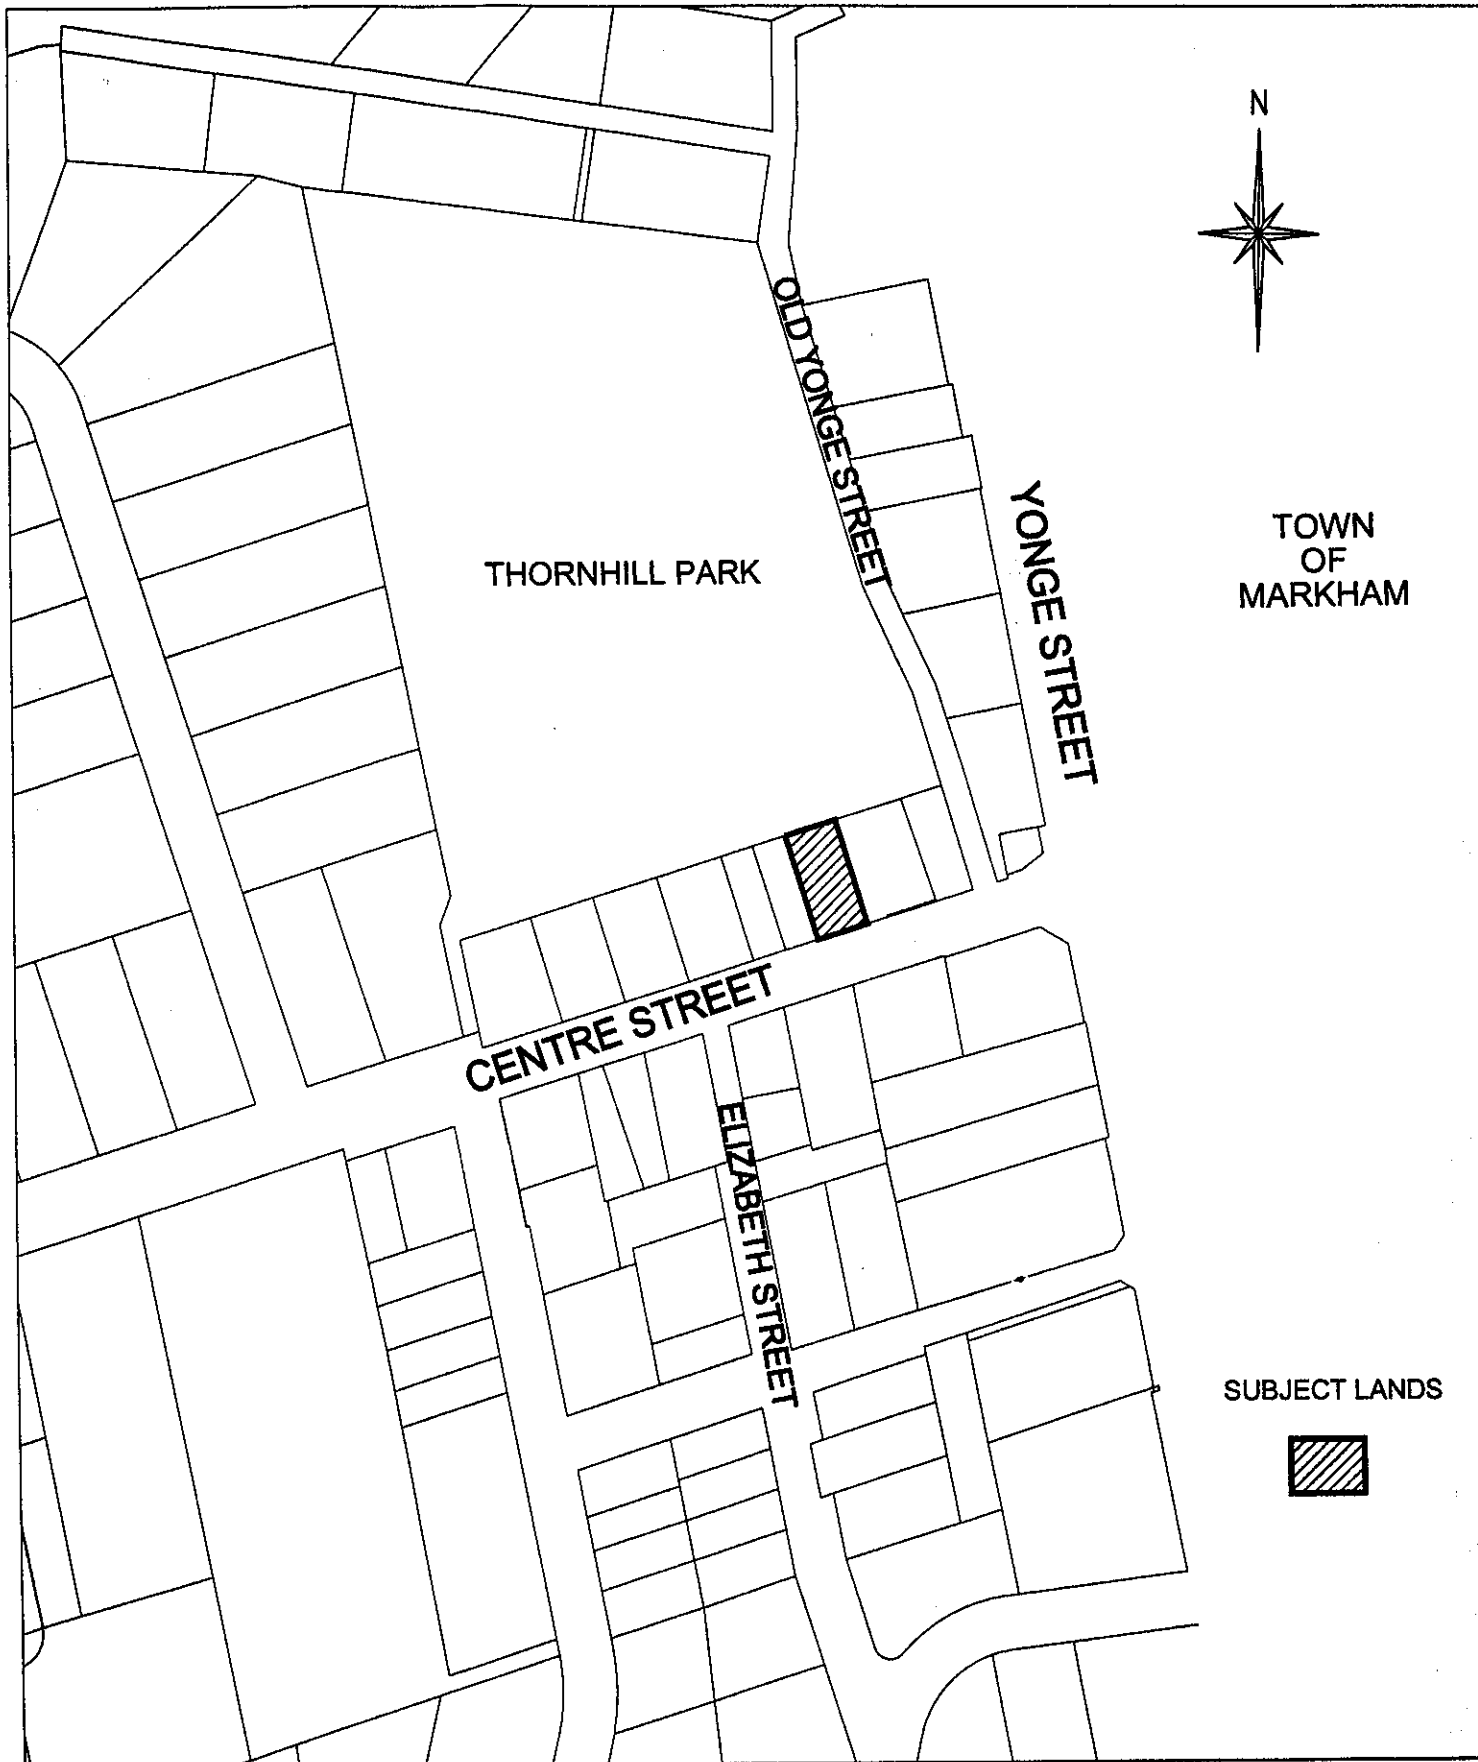 N
OLD YONGE STREET
YONGE STREET
TOWN
OF
MARKHAM
THORNHILL PARK
CENTRE STREET
ELIZABETH STREET
SUBJECT LANDS